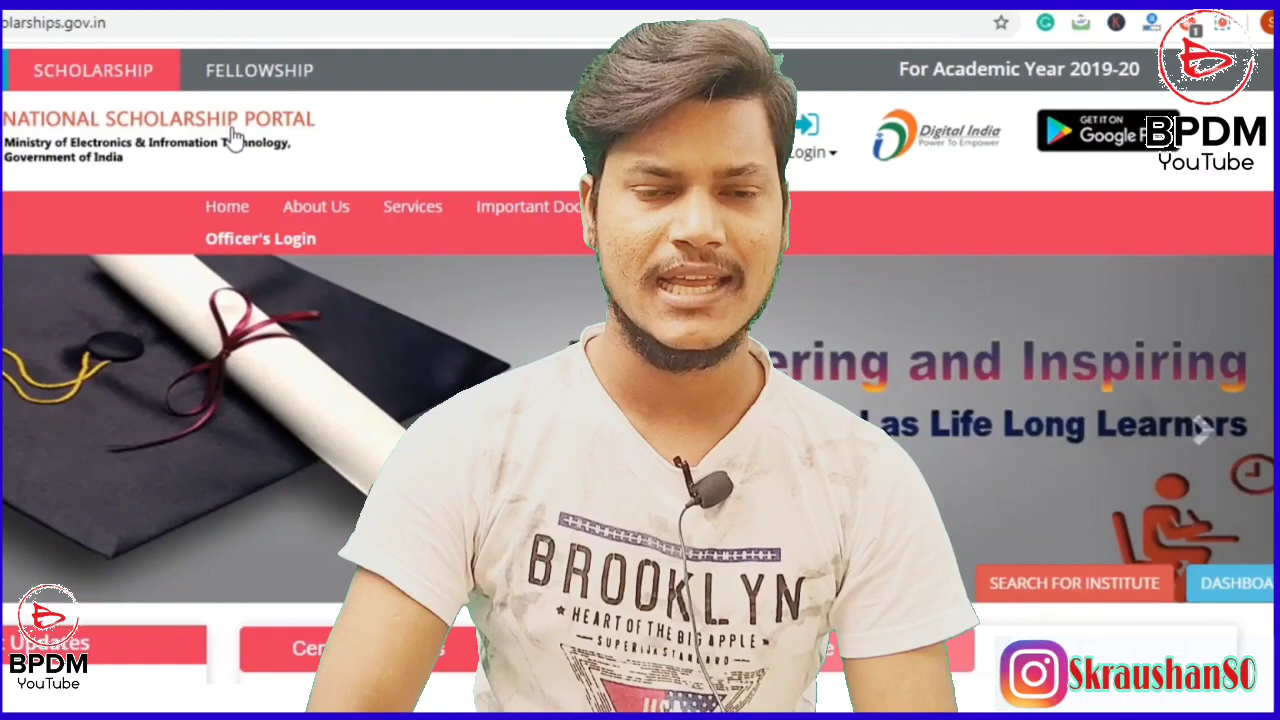 olarships.gov.in
SCHOLARSHIP FELLOWSHIP
For Academic Year 2019-20
NATIONAL SCHOLARSHIP PORTAL
Ministry of Electronics & Infromation Technology,
Government of India
Login
Digital India
Power To Empower
GET IT ON
Google P
BPDM
YouTube
Home About Us Services Important Doc
Officer's Login
ering and Inspiring
as Life Long Learners
SEARCH FOR INSTITUTE DASHBOA
BROOKLYN
HEART OF THE BIG APPLE
SUPERIJA STANDARD
Updates
Cen
BPDM
YouTube
Skraushan80